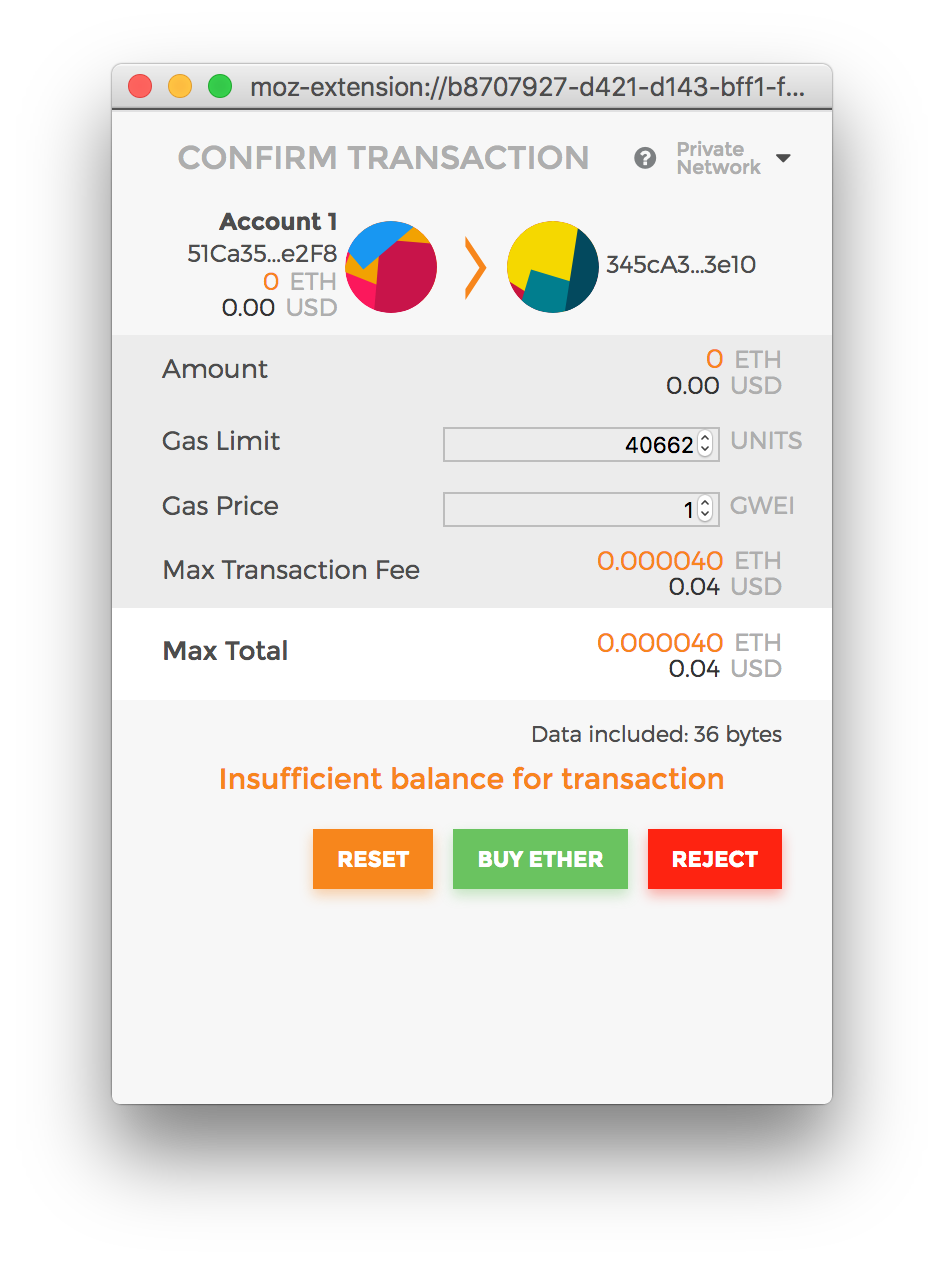 moz-extension://b8707927-d421-d143-bff1-f...
CONFIRM TRANSACTION
Private
Network
Account 1
51Ca35...e2F8
0 ETH
0.00 USD
345cA3...3e10
Amount
0 ETH
0.00 USD
Gas Limit
40662 UNITS
Gas Price
1 GWEI
Max Transaction Fee
0.000040 ETH
0.04 USD
Max Total
0.000040 ETH
0.04 USD
Data included: 36 bytes
Insufficient balance for transaction
RESET
BUY ETHER
REJECT